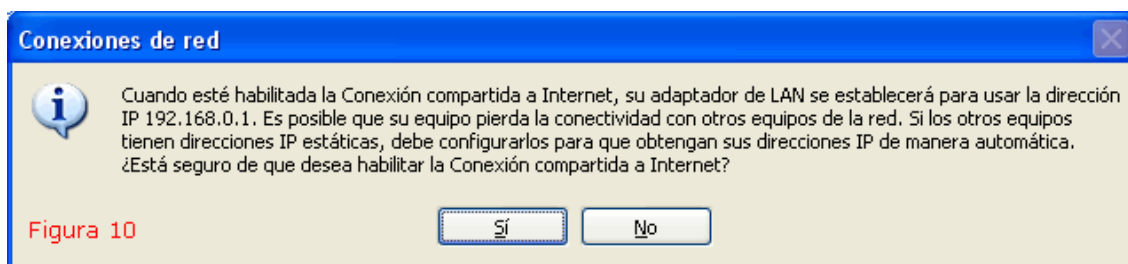 Conexiones de red
Cuando esté habilitada la Conexión compartida a Internet, su adaptador de LAN se establecerá para usar la dirección
IP 192.168.0.1. Es posible que su equipo pierda la conectividad con otros equipos de la red. Si los otros equipos
tienen direcciones IP estáticas, debe configurarlos para que obtengan sus direcciones IP de manera automática.
¿Está seguro de que desea habilitar la Conexión compartida a Internet?
Figura 10
Sí
No